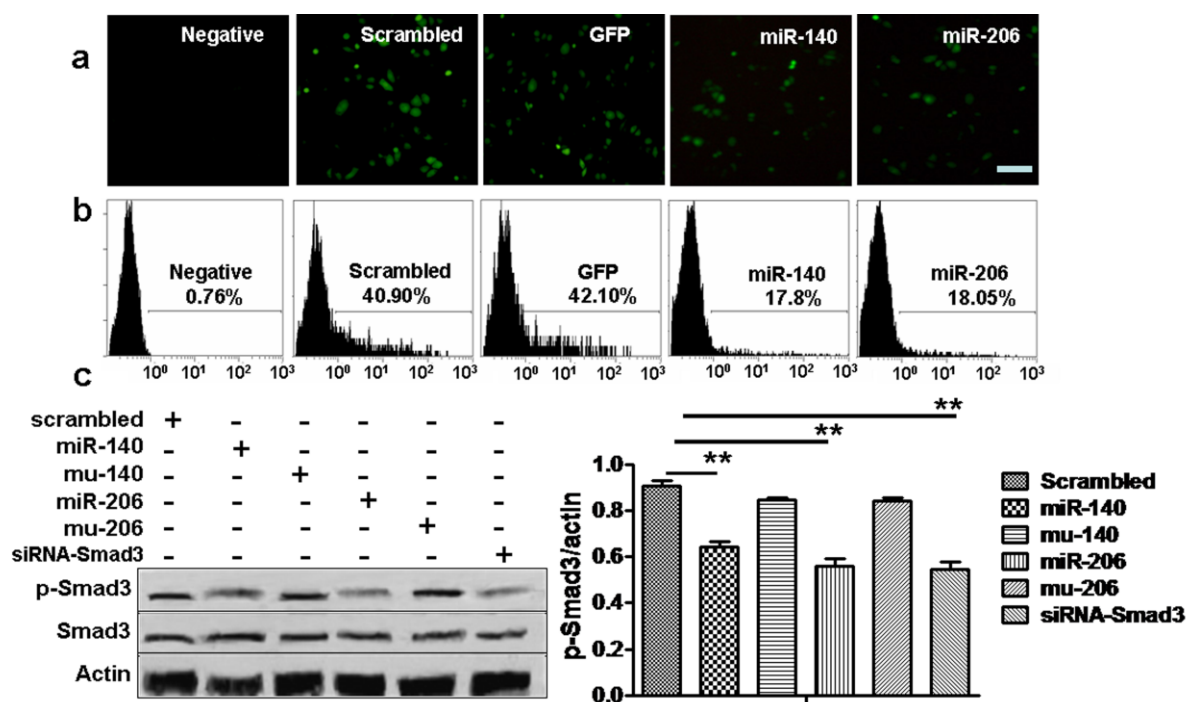 a
Negative
Scrambled
GFP
miR-140
miR-206
b
Negative
0.76%
Scrambled
40.90%
GFP
42.10%
miR-140
17.8%
miR-206
18.05%
10⁰ 10¹ 10² 10³
10⁰ 10¹ 10² 10³
10⁰ 10¹ 10² 10³
10⁰ 10¹ 10² 10³
10⁰ 10¹ 10² 10³
c
scrambled + - - - - -
miR-140 - + - - - -
mu-140 - - + - - -
miR-206 - - - + - -
mu-206 - - - - + -
siRNA-Smad3 - - - - - +
p-Smad3
Smad3
Actin
**
**
**
p-Smad3/actin
1.0
0.8
0.6
0.4
0.2
0.0
Scrambled
miR-140
mu-140
miR-206
mu-206
siRNA-Smad3